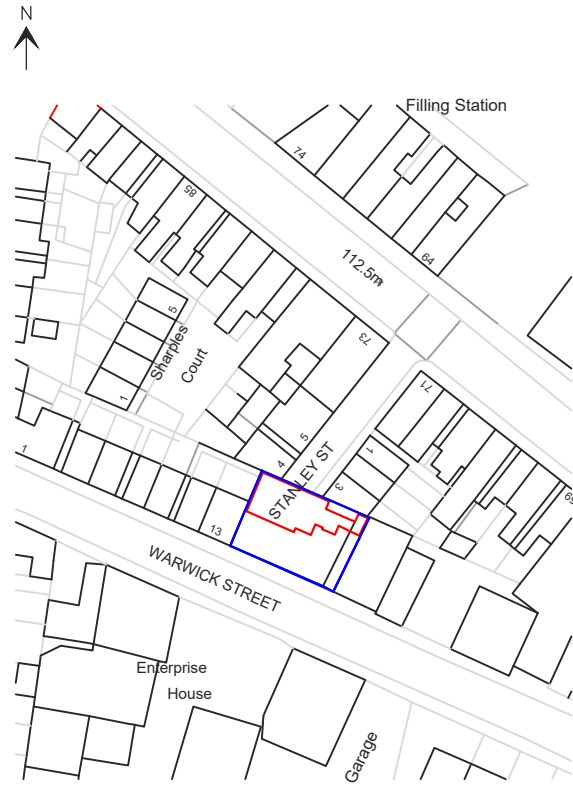 N
Filling Station
74
64
85
112.5m
73
5
Sharples
Court
1
71
69
5
4
1
3
STANLEY ST
1
13
WARWICK STREET
Enterprise
House
Garage